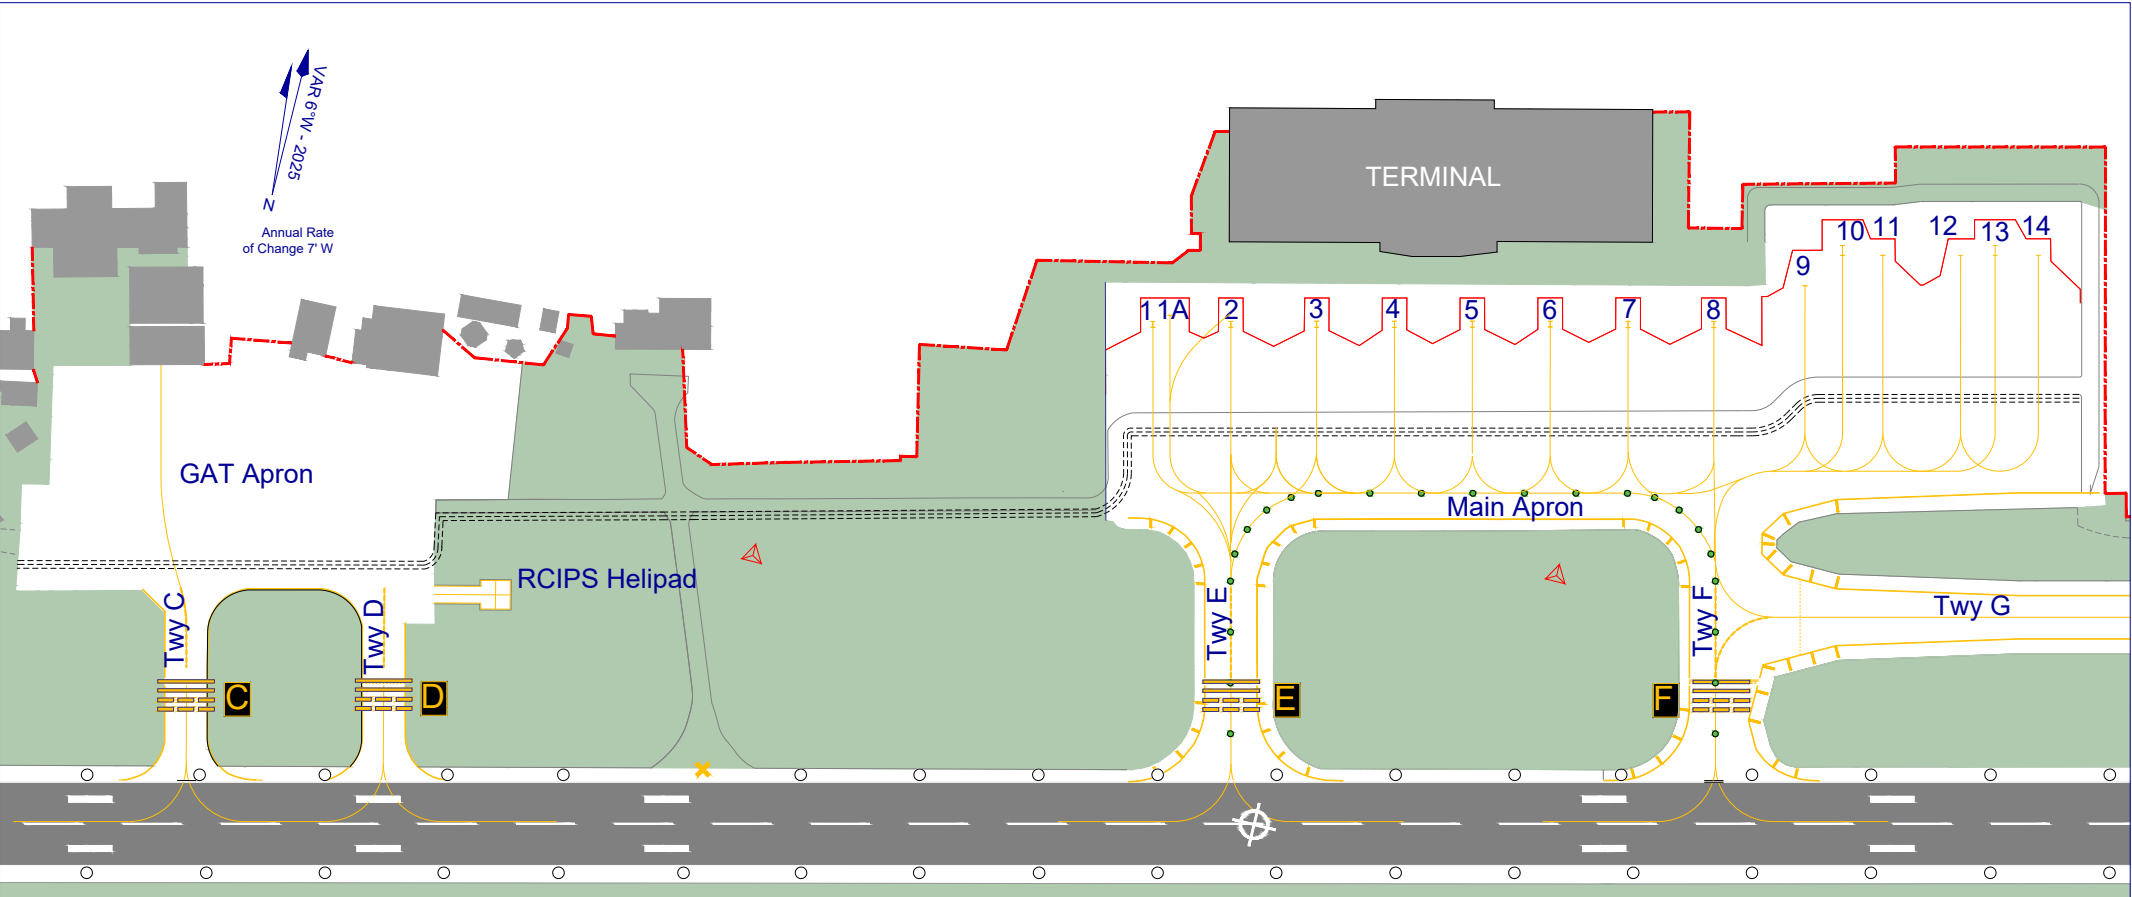 VAR 6°W - 2025
N
Annual Rate
of Change 7' W
TERMINAL
1 1A 2 3 4 5 6 7 8 9 10 11 12 13 14
GAT Apron
Main Apron
RCIPS Helipad
Twy C
Twy D
Twy E
Twy F
Twy G
C
D
E
F